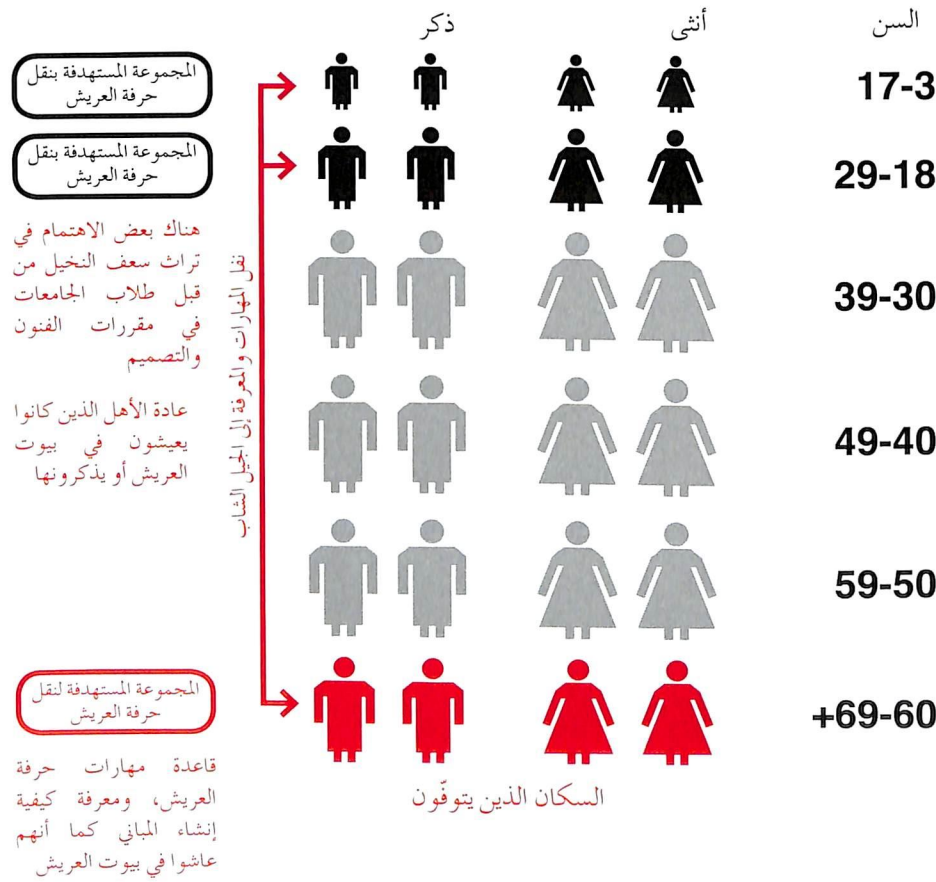 السن
أنثى
ذكر
17-3
29-18
39-30
49-40
59-50
+69-60
السكان الذين يتوفّون
نقل المهارات والمعرفة إلى الجيل الشاب
المجموعة المستهدفة بنقل
حرفة العريش
المجموعة المستهدفة بنقل
حرفة العريش
هناك بعض الاهتمام في
تراث سعف النخيل من
قبل طلاب الجامعات
في مقررات الفنون
والتصميم
عادة الأهل الذين كانوا
يعيشون في بيوت
العريش أو يذكرونها
المجموعة المستهدفة لنقل
حرفة العريش
قاعدة مهارات حرفة
العريش، ومعرفة كيفية
إنشاء المباني كما أنهم
عاشوا في بيوت العريش